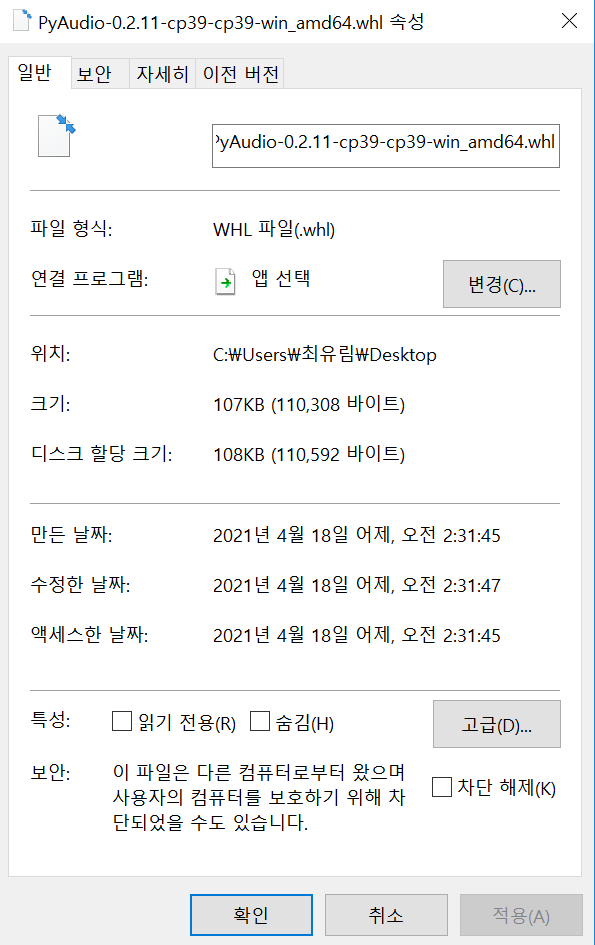 PyAudio-0.2.11-cp39-cp39-win_amd64.whl 속성
일반 보안 자세히 이전 버전
PyAudio-0.2.11-cp39-cp39-win_amd64.whl
파일 형식: WHL 파일(.whl)
연결 프로그램: 앱 선택 변경(C)...
위치: C:₩Users₩최유림₩Desktop
크기: 107KB (110,308 바이트)
디스크 할당 크기: 108KB (110,592 바이트)
만든 날짜: 2021년 4월 18일 어제, 오전 2:31:45
수정한 날짜: 2021년 4월 18일 어제, 오전 2:31:47
액세스한 날짜: 2021년 4월 18일 어제, 오전 2:31:45
특성: 읽기 전용(R) 숨김(H) 고급(D)...
보안: 이 파일은 다른 컴퓨터로부터 왔으며
사용자의 컴퓨터를 보호하기 위해 차 차단 해제(K)
단되었을 수도 있습니다.
확인 취소 적용(A)